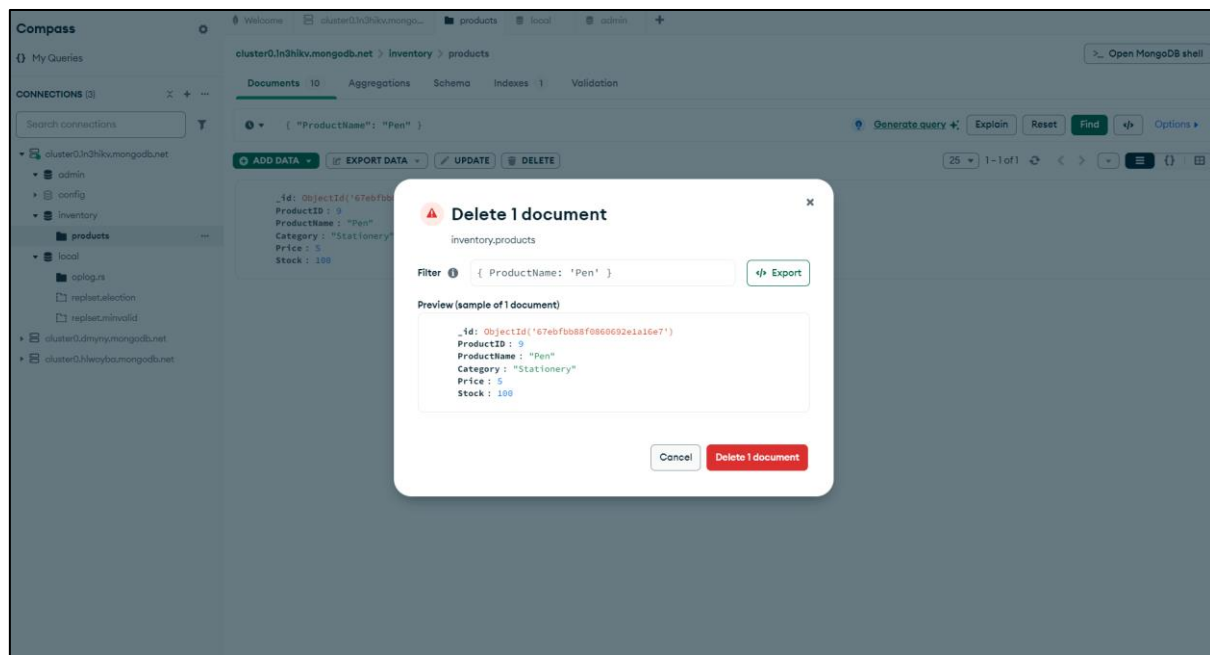 Compass
Welcome
cluster0.ln3hikv.mongo...
products
local
admin
{} My Queries
cluster0.ln3hikv.mongodb.net > inventory > products
>_ Open MongoDB shell
CONNECTIONS (3)
Documents 10 Aggregations Schema Indexes 1 Validation
Search connections
{ "ProductName": "Pen" }
Generate query
Explain Reset Find </> Options
cluster0.ln3hikv.mongodb.net
admin
config
inventory
products
local
oplog.rs
replset.election
replset.minvalid
cluster0.dmyny.mongodb.net
cluster0.hlwoyba.mongodb.net
ADD DATA EXPORT DATA UPDATE DELETE
25 1-1 of 1
_id: ObjectId('67ebfbb
ProductID : 9
ProductName : "Pen"
Category : "Stationery"
Price : 5
Stock : 100
Delete 1 document
inventory.products
Filter { ProductName: 'Pen' } </> Export
Preview (sample of 1 document)
_id: ObjectId('67ebfbb88f0860692e1a16e7')
ProductID : 9
ProductName : "Pen"
Category : "Stationery"
Price : 5
Stock : 100
Cancel Delete 1 document